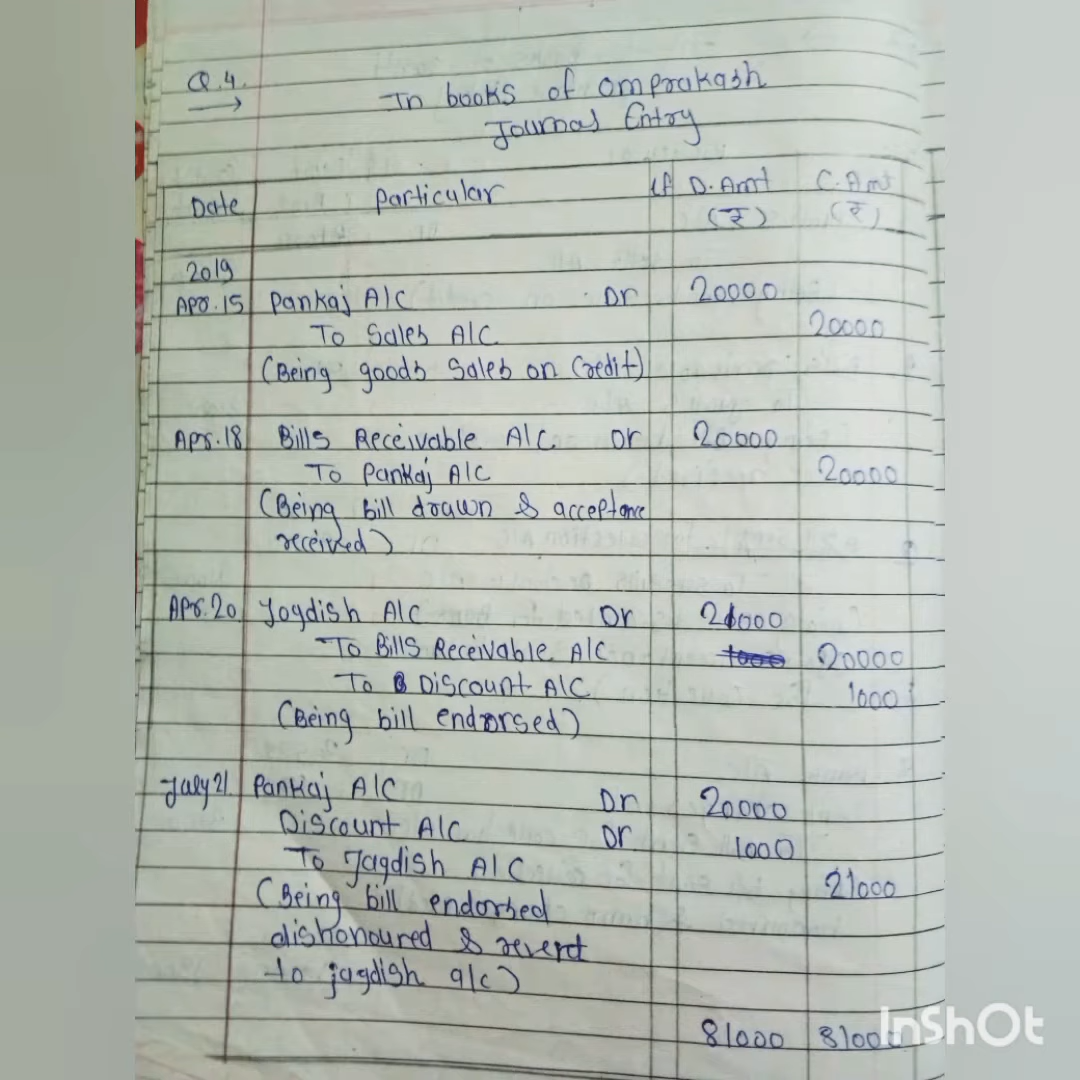 Q.4.
In books of omprakash
Journal Entry
Date Particular Lf D. Amt (₹) C. Amt (₹)
2019
Apr. 15 Pankaj A/C Dr 20000
To Sales A/C 20000
(Being goods Sales on Credit)
Apr. 18 Bills Receivable A/C Dr 20000
To Pankaj A/C 20000
(Being bill drawn & acceptance
received)
Apr. 20 Jogdish A/C Dr 21000
To Bills Receivable A/C 1000 20000
To Discount A/C 1000
(Being bill endorsed)
July 21 Pankaj A/C Dr 20000
Discount A/C Dr 1000
To Jagdish A/C 21000
(Being bill endorsed
dishonoured & revert
to jagdish a/c)
81000 81000
InShOt